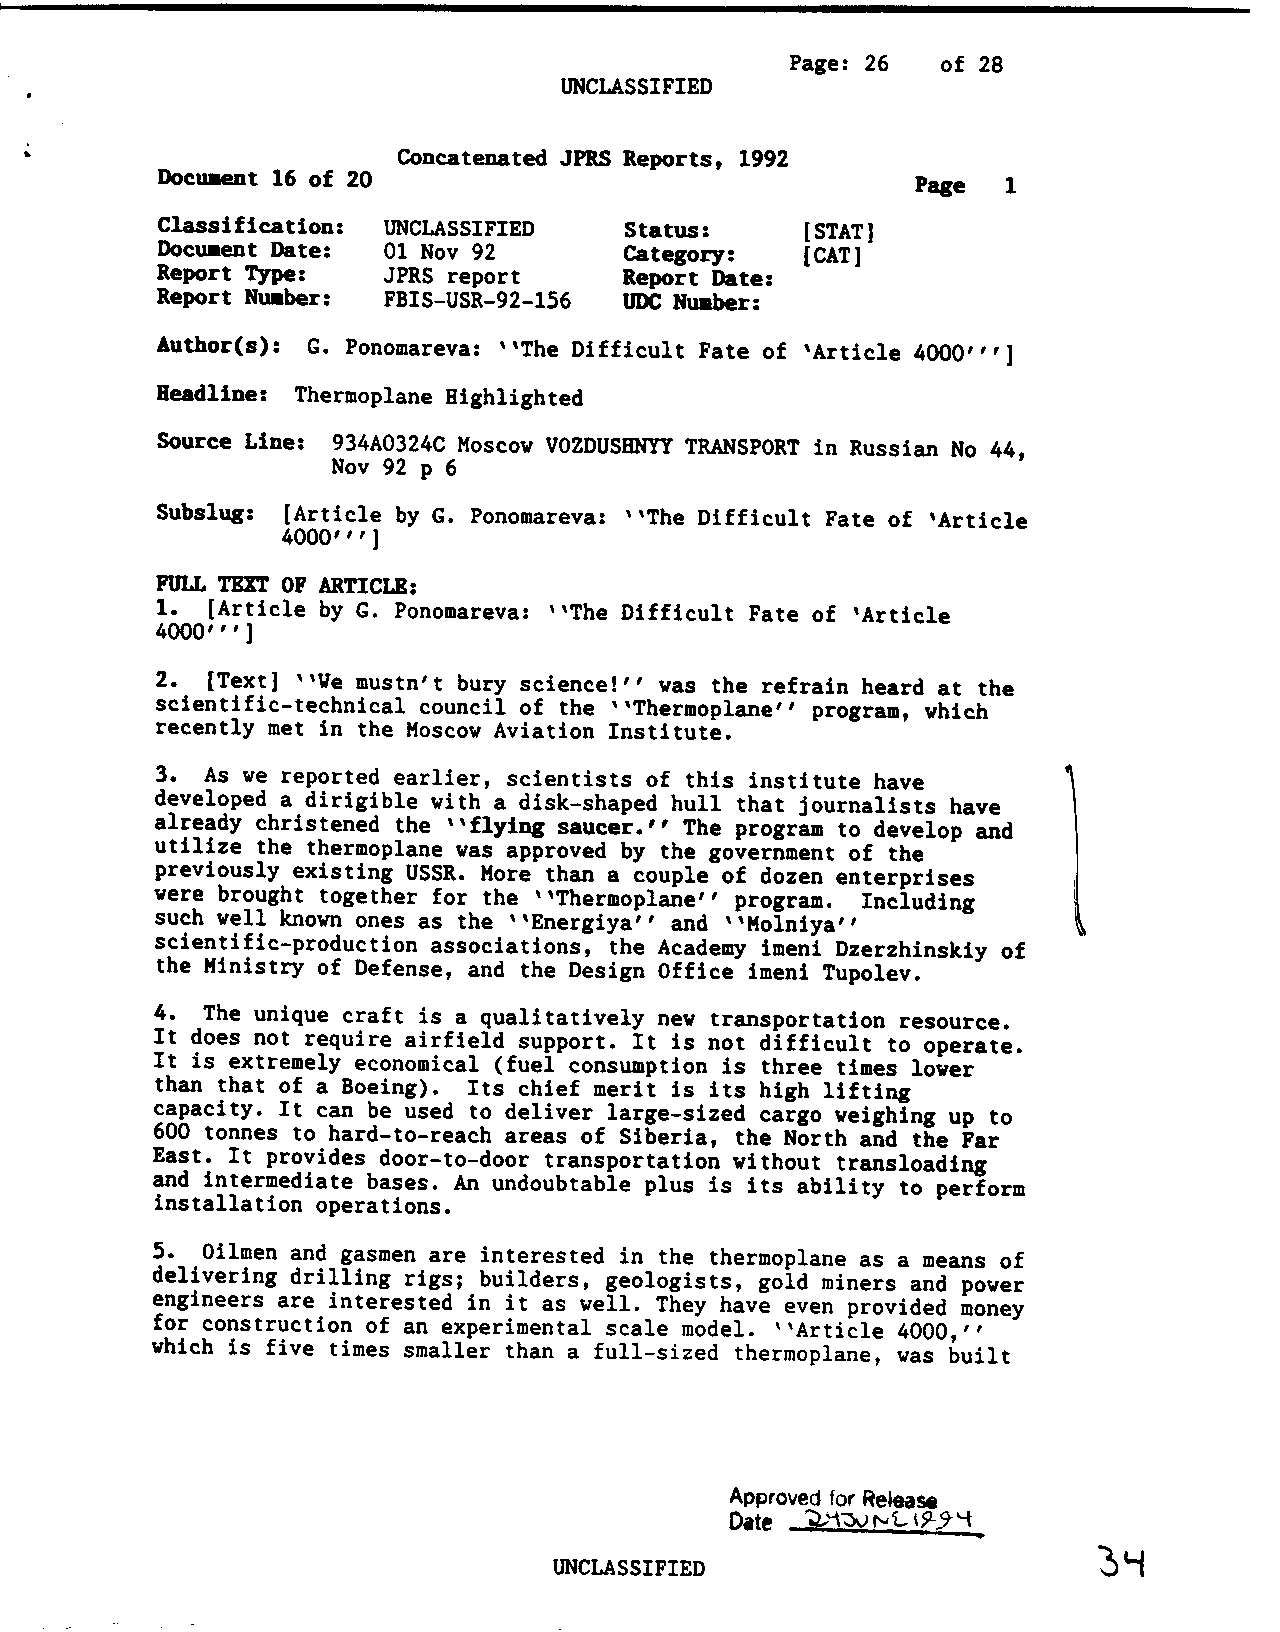 Page: 26 of 28
UNCLASSIFIED
Concatenated JPRS Reports, 1992
Document 16 of 20 Page 1
Classification: UNCLASSIFIED Status: [STAT]
Document Date: 01 Nov 92 Category: [CAT]
Report Type: JPRS report Report Date:
Report Number: FBIS-USR-92-156 UDC Number:
Author(s): G. Ponomareva: ``The Difficult Fate of `Article 4000''']
Headline: Thermoplane Highlighted
Source Line: 934A0324C Moscow VOZDUSHNYY TRANSPORT in Russian No 44,
Nov 92 p 6
Subslug: [Article by G. Ponomareva: ``The Difficult Fate of `Article
4000''']
FULL TEXT OF ARTICLE:
1. [Article by G. Ponomareva: ``The Difficult Fate of `Article
4000''']
2. [Text] ``We mustn't bury science!'' was the refrain heard at the
scientific-technical council of the ``Thermoplane'' program, which
recently met in the Moscow Aviation Institute.
3. As we reported earlier, scientists of this institute have
developed a dirigible with a disk-shaped hull that journalists have
already christened the ``flying saucer.'' The program to develop and
utilize the thermoplane was approved by the government of the
previously existing USSR. More than a couple of dozen enterprises
were brought together for the ``Thermoplane'' program. Including
such well known ones as the ``Energiya'' and ``Molniya''
scientific-production associations, the Academy imeni Dzerzhinskiy of
the Ministry of Defense, and the Design Office imeni Tupolev.
4. The unique craft is a qualitatively new transportation resource.
It does not require airfield support. It is not difficult to operate.
It is extremely economical (fuel consumption is three times lower
than that of a Boeing). Its chief merit is its high lifting
capacity. It can be used to deliver large-sized cargo weighing up to
600 tonnes to hard-to-reach areas of Siberia, the North and the Far
East. It provides door-to-door transportation without transloading
and intermediate bases. An undoubtable plus is its ability to perform
installation operations.
5. Oilmen and gasmen are interested in the thermoplane as a means of
delivering drilling rigs; builders, geologists, gold miners and power
engineers are interested in it as well. They have even provided money
for construction of an experimental scale model. ``Article 4000,''
which is five times smaller than a full-sized thermoplane, was built
Approved for Release
Date 24 JUNE 1994
UNCLASSIFIED
34